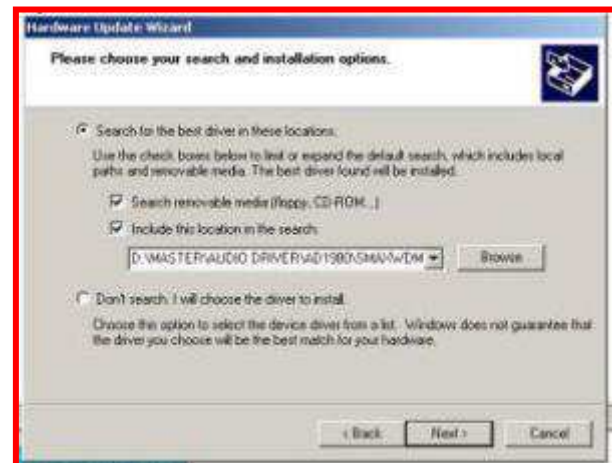 Hardware Update Wizard
Please choose your search and installation options.
Search for the best driver in these locations.
Use the check boxes below to limit or expand the default search, which includes local
paths and removable media. The best driver found will be installed.
Search removable media (floppy, CD-ROM...)
Include this location in the search:
D:\MASTER\AUDIO DRIVER\AD1980\SMAXWDM
Browse
Don't search. I will choose the driver to install.
Choose this option to select the device driver from a list. Windows does not guarantee that
the driver you choose will be the best match for your hardware.
< Back
Next >
Cancel